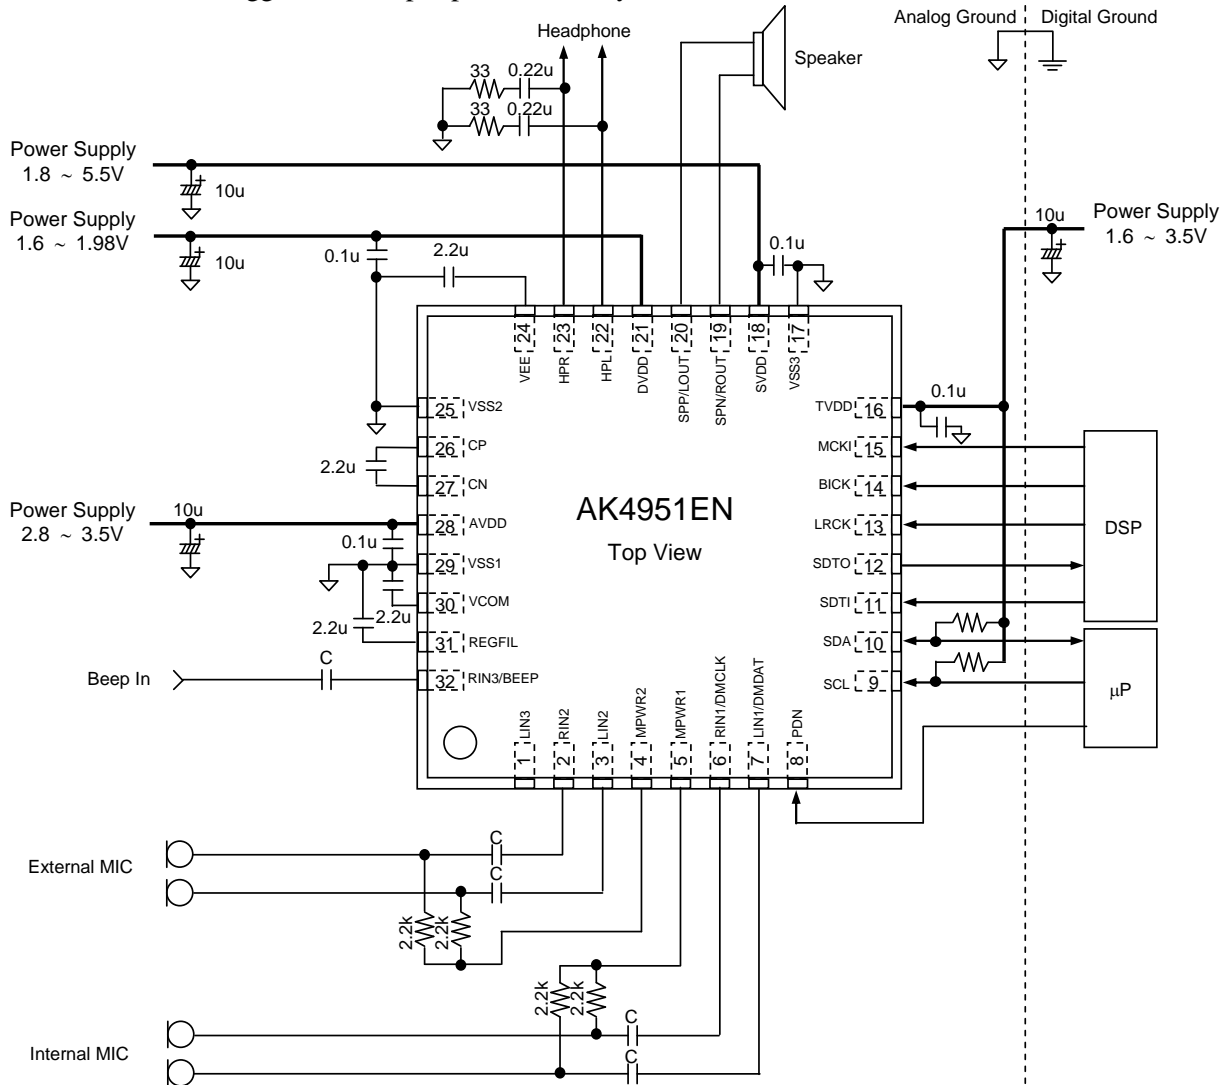 Analog Ground
Digital Ground
Headphone
Speaker
33
0.22u
33
0.22u
Power Supply
1.8 ~ 5.5V
10u
Power Supply
1.6 ~ 1.98V
10u
0.1u
2.2u
0.1u
10u
Power Supply
1.6 ~ 3.5V
24
23
22
21
20
19
18
17
VEE
HPR
HPL
DVDD
SPP/LOUT
SPN/ROUT
SVDD
VSS3
25 VSS2
26 CP
27 CN
2.2u
Power Supply
2.8 ~ 3.5V
10u
28 AVDD
0.1u
29 VSS1
30 VCOM
2.2u
2.2u
31 REGFIL
Beep In
C
32 RIN3/BEEP
AK4951EN
Top View
TVDD 16
0.1u
MCKI 15
BICK 14
LRCK 13
SDTO 12
SDTI 11
SDA 10
SCL 9
DSP
µP
LIN3
RIN2
LIN2
MPWR2
MPWR1
RIN1/DMCLK
LIN1/DMDAT
PDN
1
2
3
4
5
6
7
8
External MIC
C
C
2.2k
2.2k
2.2k
2.2k
Internal MIC
C
C